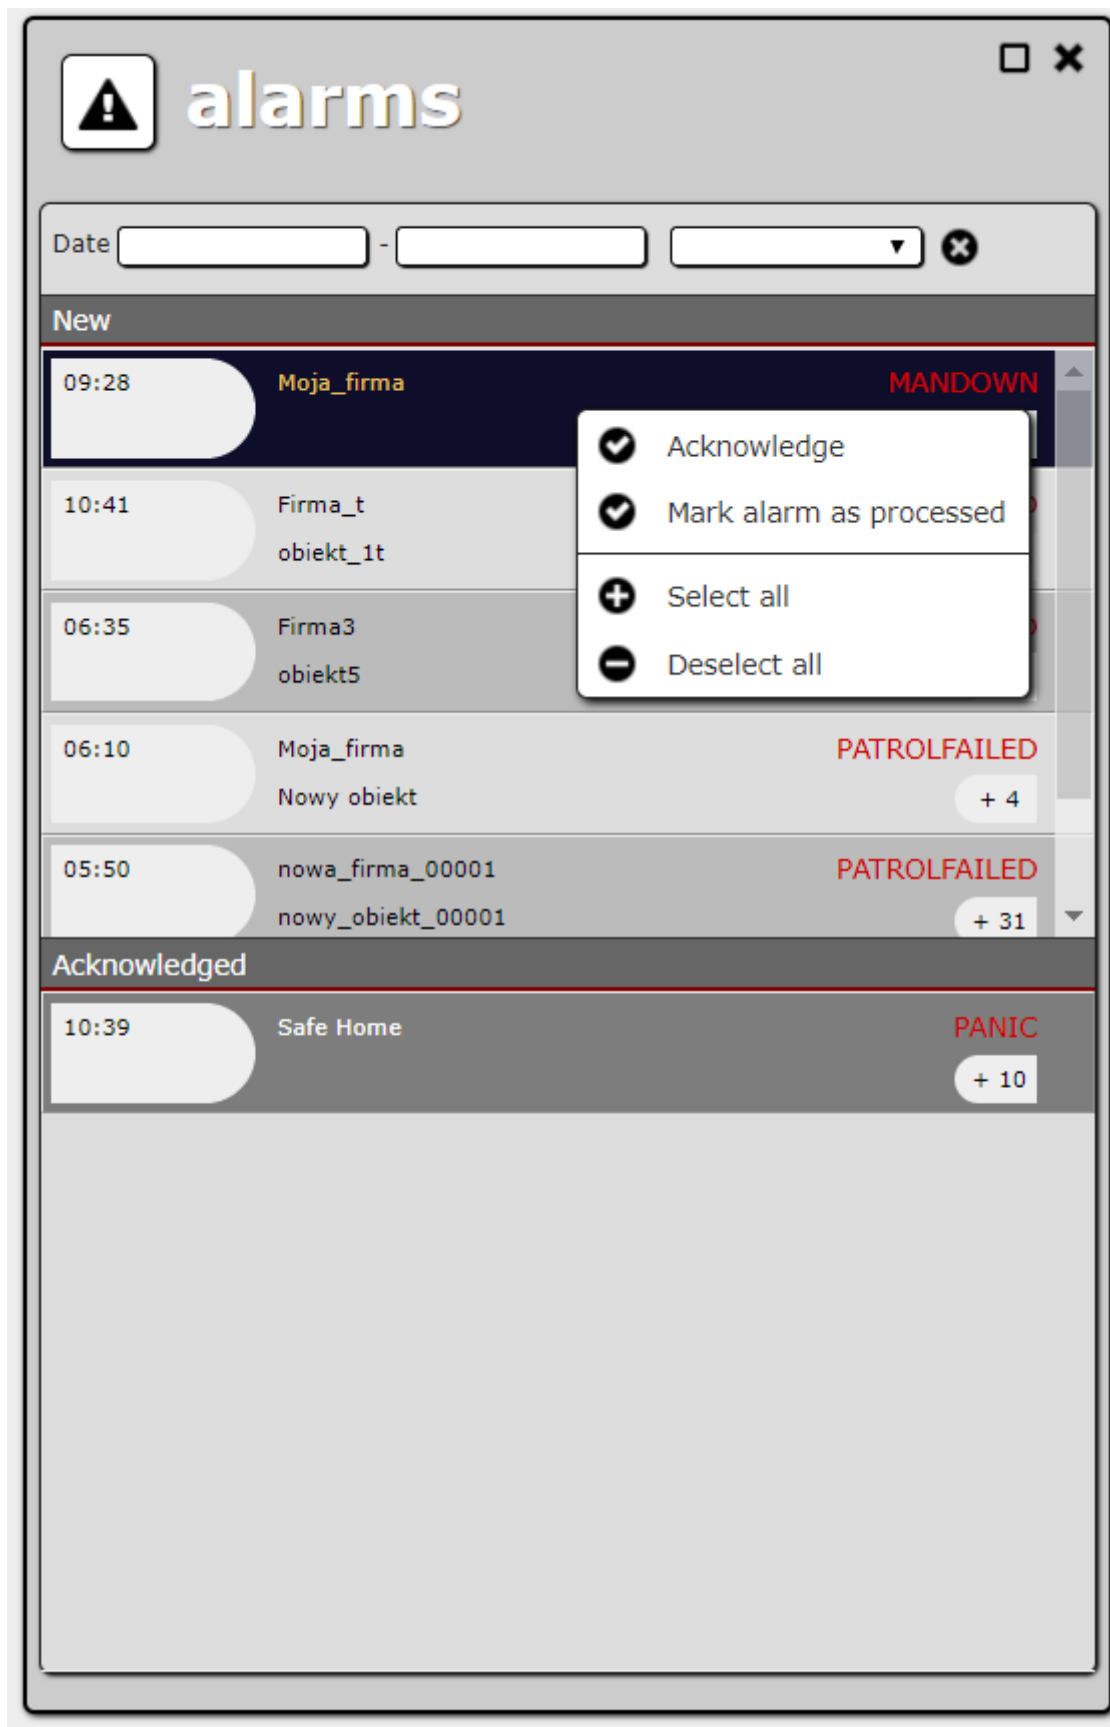 alarms
Date -
New
09:28 Moja_firma MANDOWN
Acknowledge
Mark alarm as processed
Select all
Deselect all
10:41 Firma_t
obiekt_1t
06:35 Firma3
obiekt5
06:10 Moja_firma PATROLFAILED
Nowy obiekt + 4
05:50 nowa_firma_00001 PATROLFAILED
nowy_obiekt_00001 + 31
Acknowledged
10:39 Safe Home PANIC
+ 10